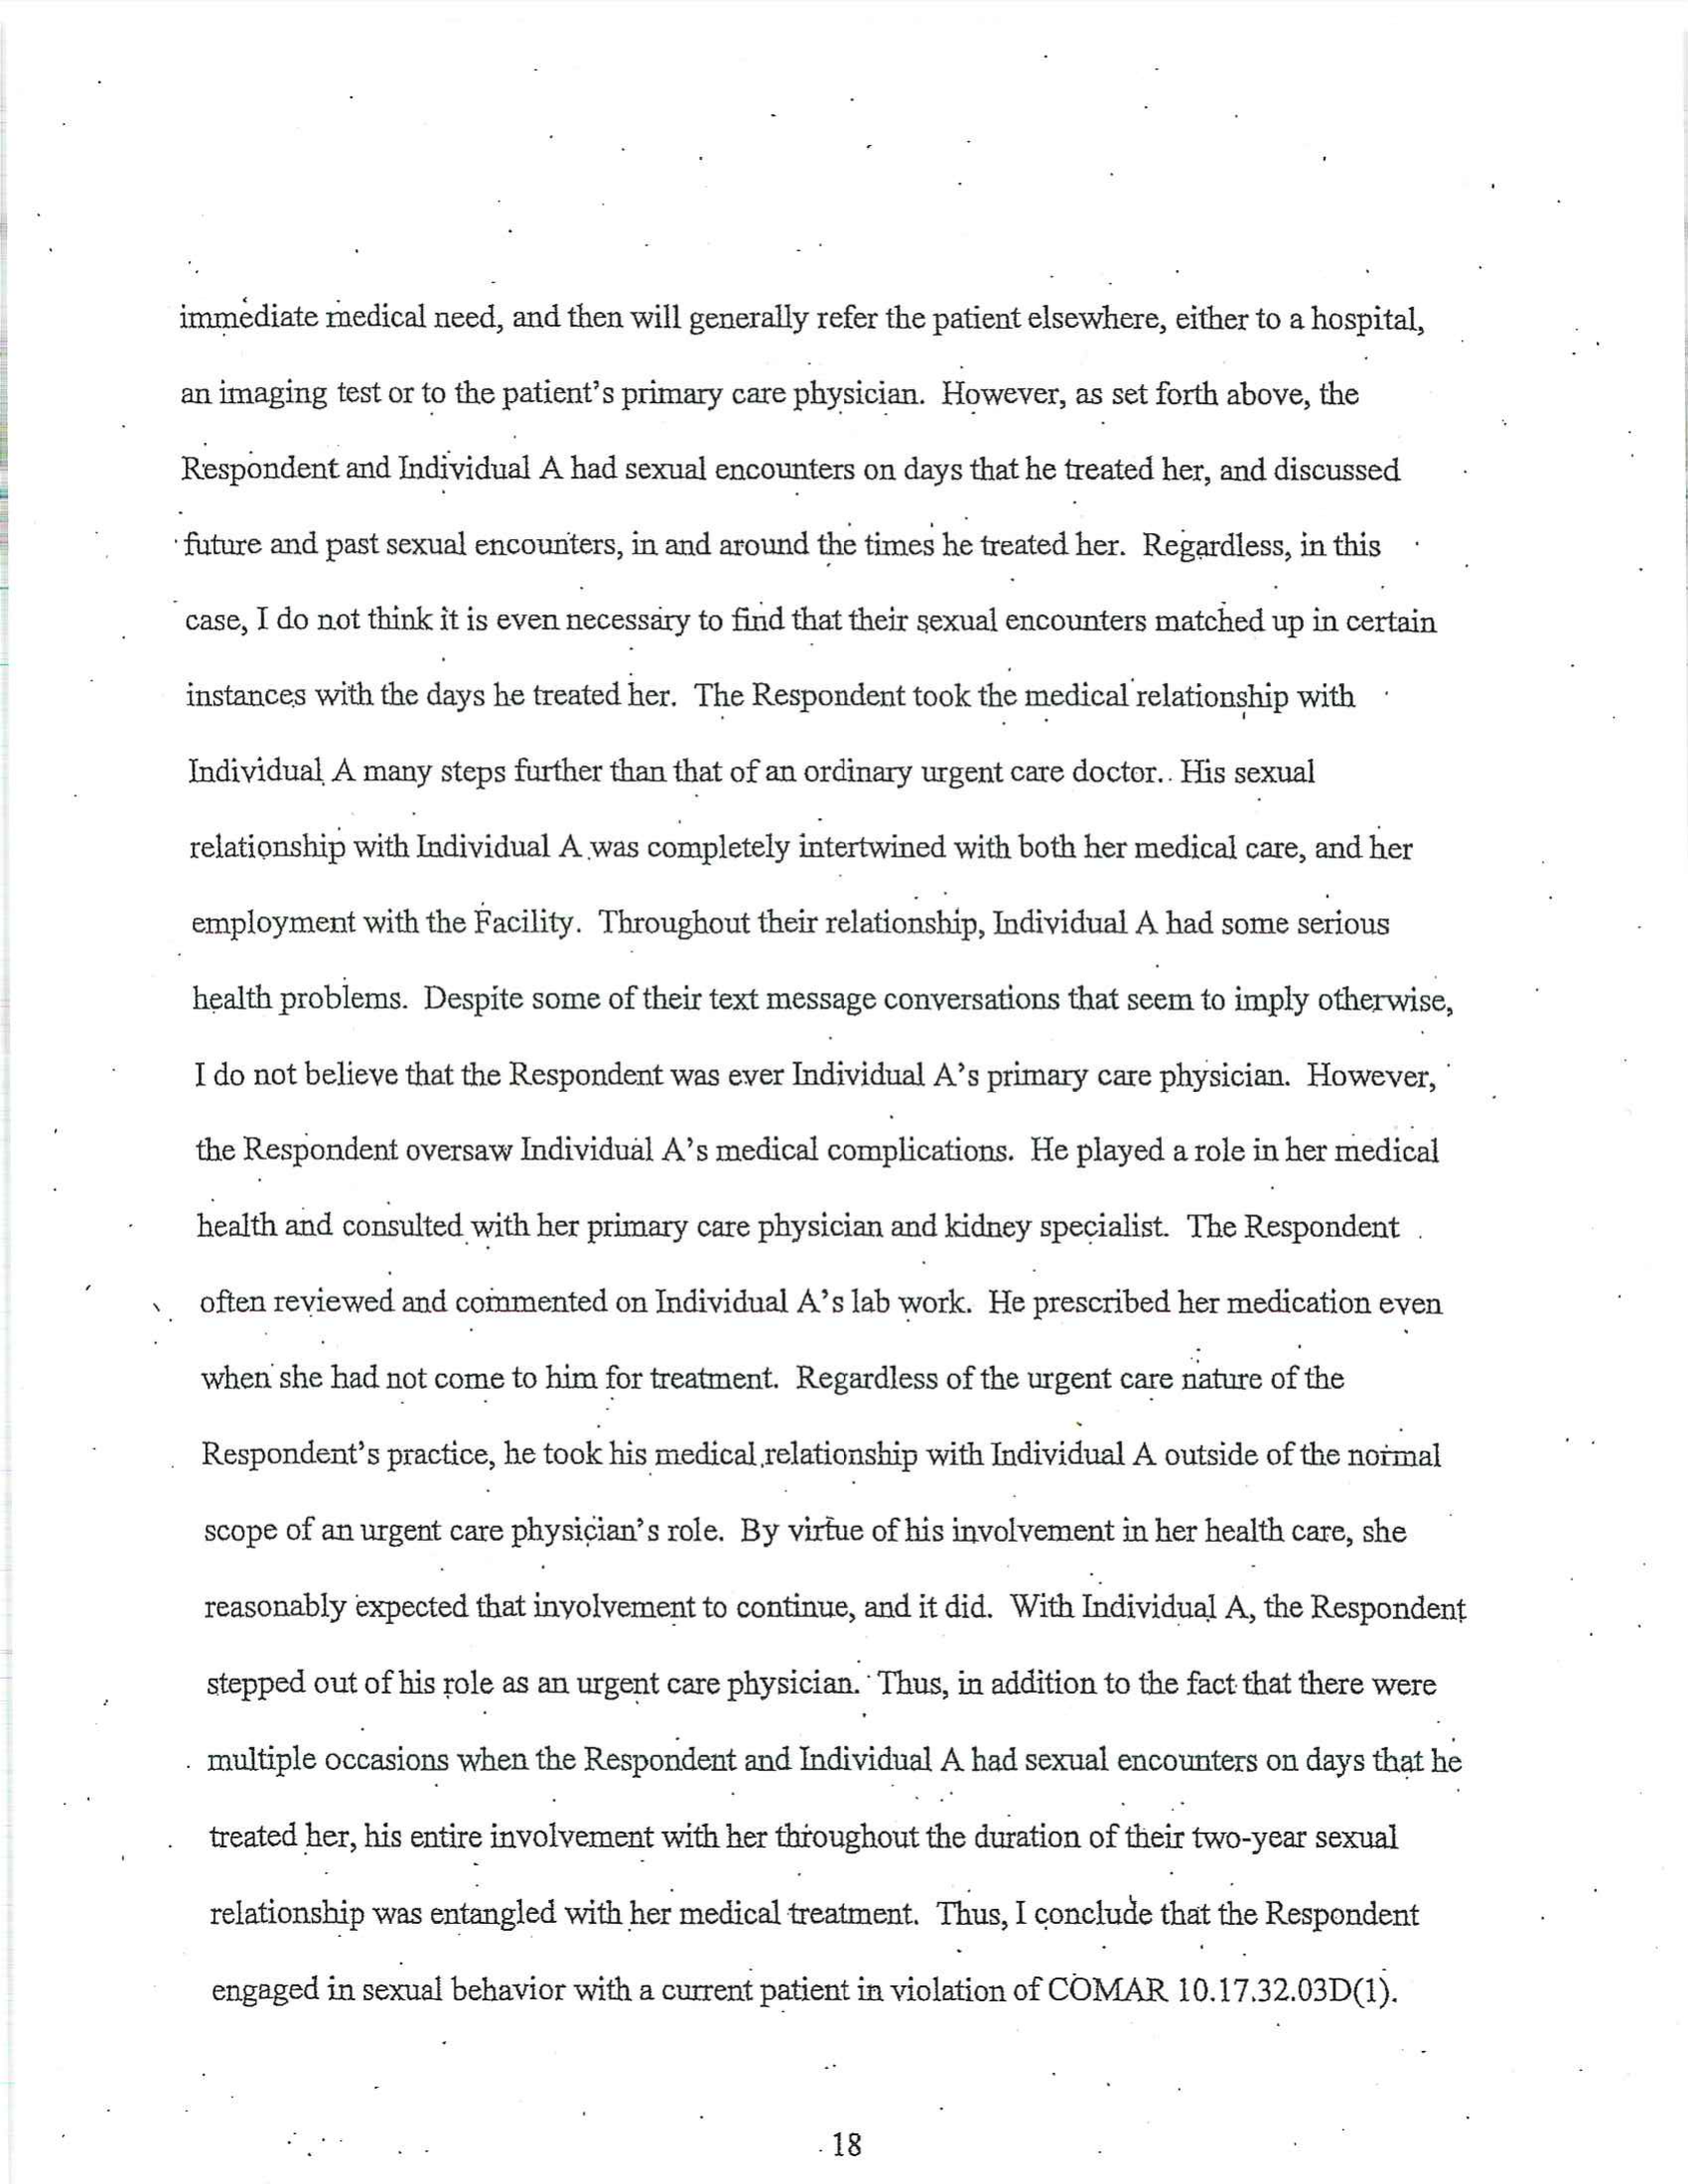 immediate medical need, and then will generally refer the patient elsewhere, either to a hospital,
an imaging test or to the patient's primary care physician. However, as set forth above, the
Respondent and Individual A had sexual encounters on days that he treated her, and discussed
future and past sexual encounters, in and around the times he treated her. Regardless, in this
case, I do not think it is even necessary to find that their sexual encounters matched up in certain
instances with the days he treated her. The Respondent took the medical relationship with
Individual A many steps further than that of an ordinary urgent care doctor. His sexual
relationship with Individual A was completely intertwined with both her medical care, and her
employment with the Facility. Throughout their relationship, Individual A had some serious
health problems. Despite some of their text message conversations that seem to imply otherwise,
I do not believe that the Respondent was ever Individual A's primary care physician. However,
the Respondent oversaw Individual A's medical complications. He played a role in her medical
health and consulted with her primary care physician and kidney specialist. The Respondent
often reviewed and commented on Individual A's lab work. He prescribed her medication even
when she had not come to him for treatment. Regardless of the urgent care nature of the
Respondent's practice, he took his medical relationship with Individual A outside of the normal
scope of an urgent care physician's role. By virtue of his involvement in her health care, she
reasonably expected that involvement to continue, and it did. With Individual A, the Respondent
stepped out of his role as an urgent care physician. Thus, in addition to the fact that there were
multiple occasions when the Respondent and Individual A had sexual encounters on days that he
treated her, his entire involvement with her throughout the duration of their two-year sexual
relationship was entangled with her medical treatment. Thus, I conclude that the Respondent
engaged in sexual behavior with a current patient in violation of COMAR 10.17.32.03D(1).
18